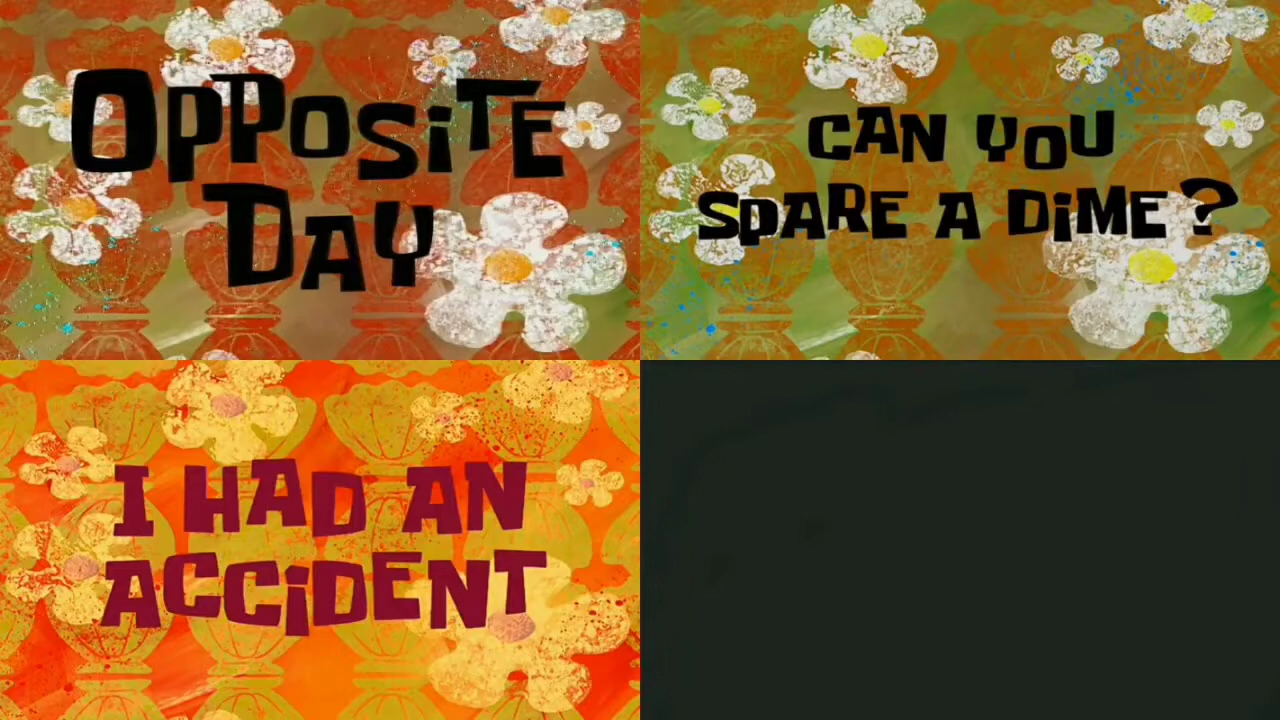 OPPOSITE
DAY
CAN YOU
SPARE A DIME?
I HAD AN
ACCIDENT